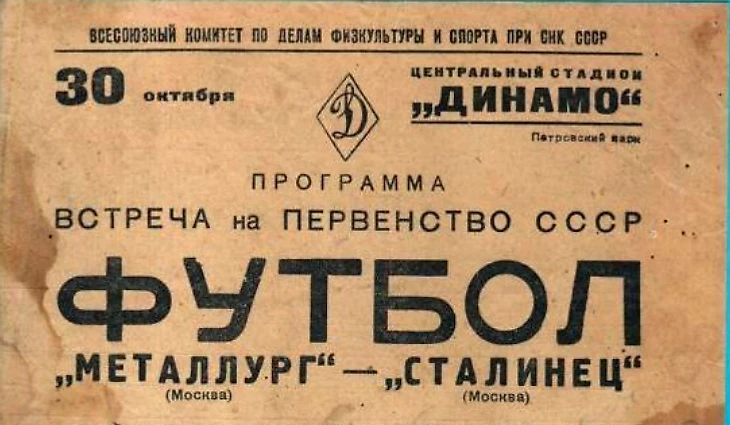 ВСЕСОЮЗНЫЙ КОМИТЕТ ПО ДЕЛАМ ФИЗКУЛЬТУРЫ И СПОРТА ПРИ СНК СССР
30 октября
Д
ЦЕНТРАЛЬНЫЙ СТАДИОН
„ДИНАМО“
Петровский парк
ПРОГРАММА
ВСТРЕЧА на ПЕРВЕНСТВО СССР
ФУТБОЛ
„МЕТАЛЛУРГ“ — „СТАЛИНЕЦ“
(Москва) (Москва)